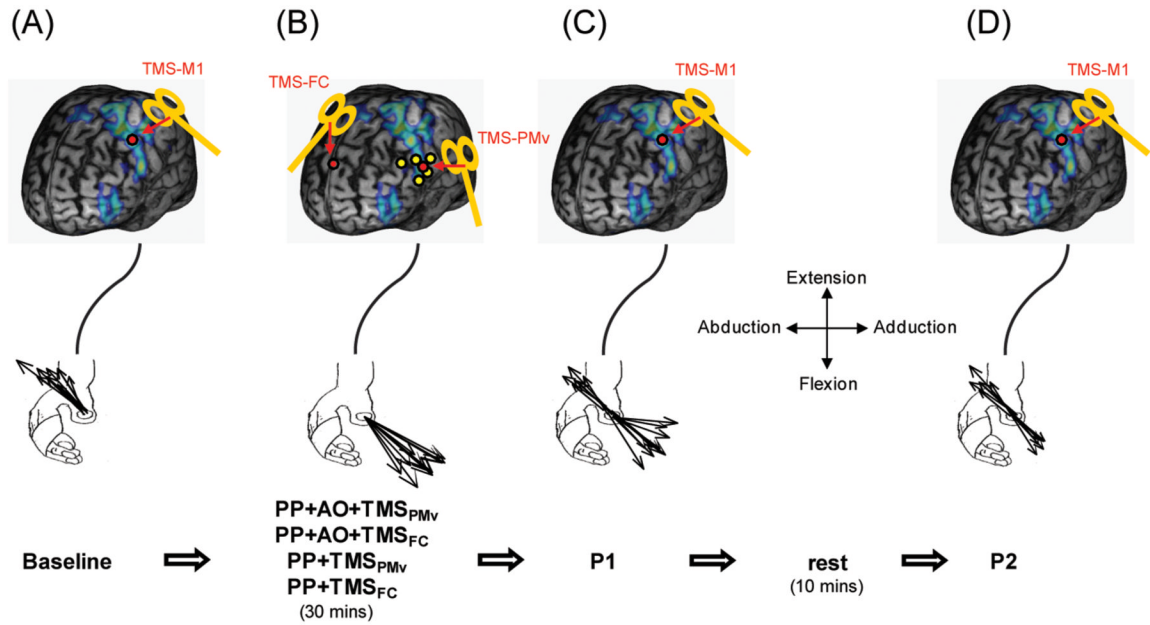 (A)
(B)
(C)
(D)
TMS-M1
TMS-FC
TMS-PMv
TMS-M1
TMS-M1
Extension
Abduction
Adduction
Flexion
Baseline
PP+AO+TMSPMv
PP+AO+TMSFC
PP+TMSPMv
PP+TMSFC
(30 mins)
P1
rest
(10 mins)
P2